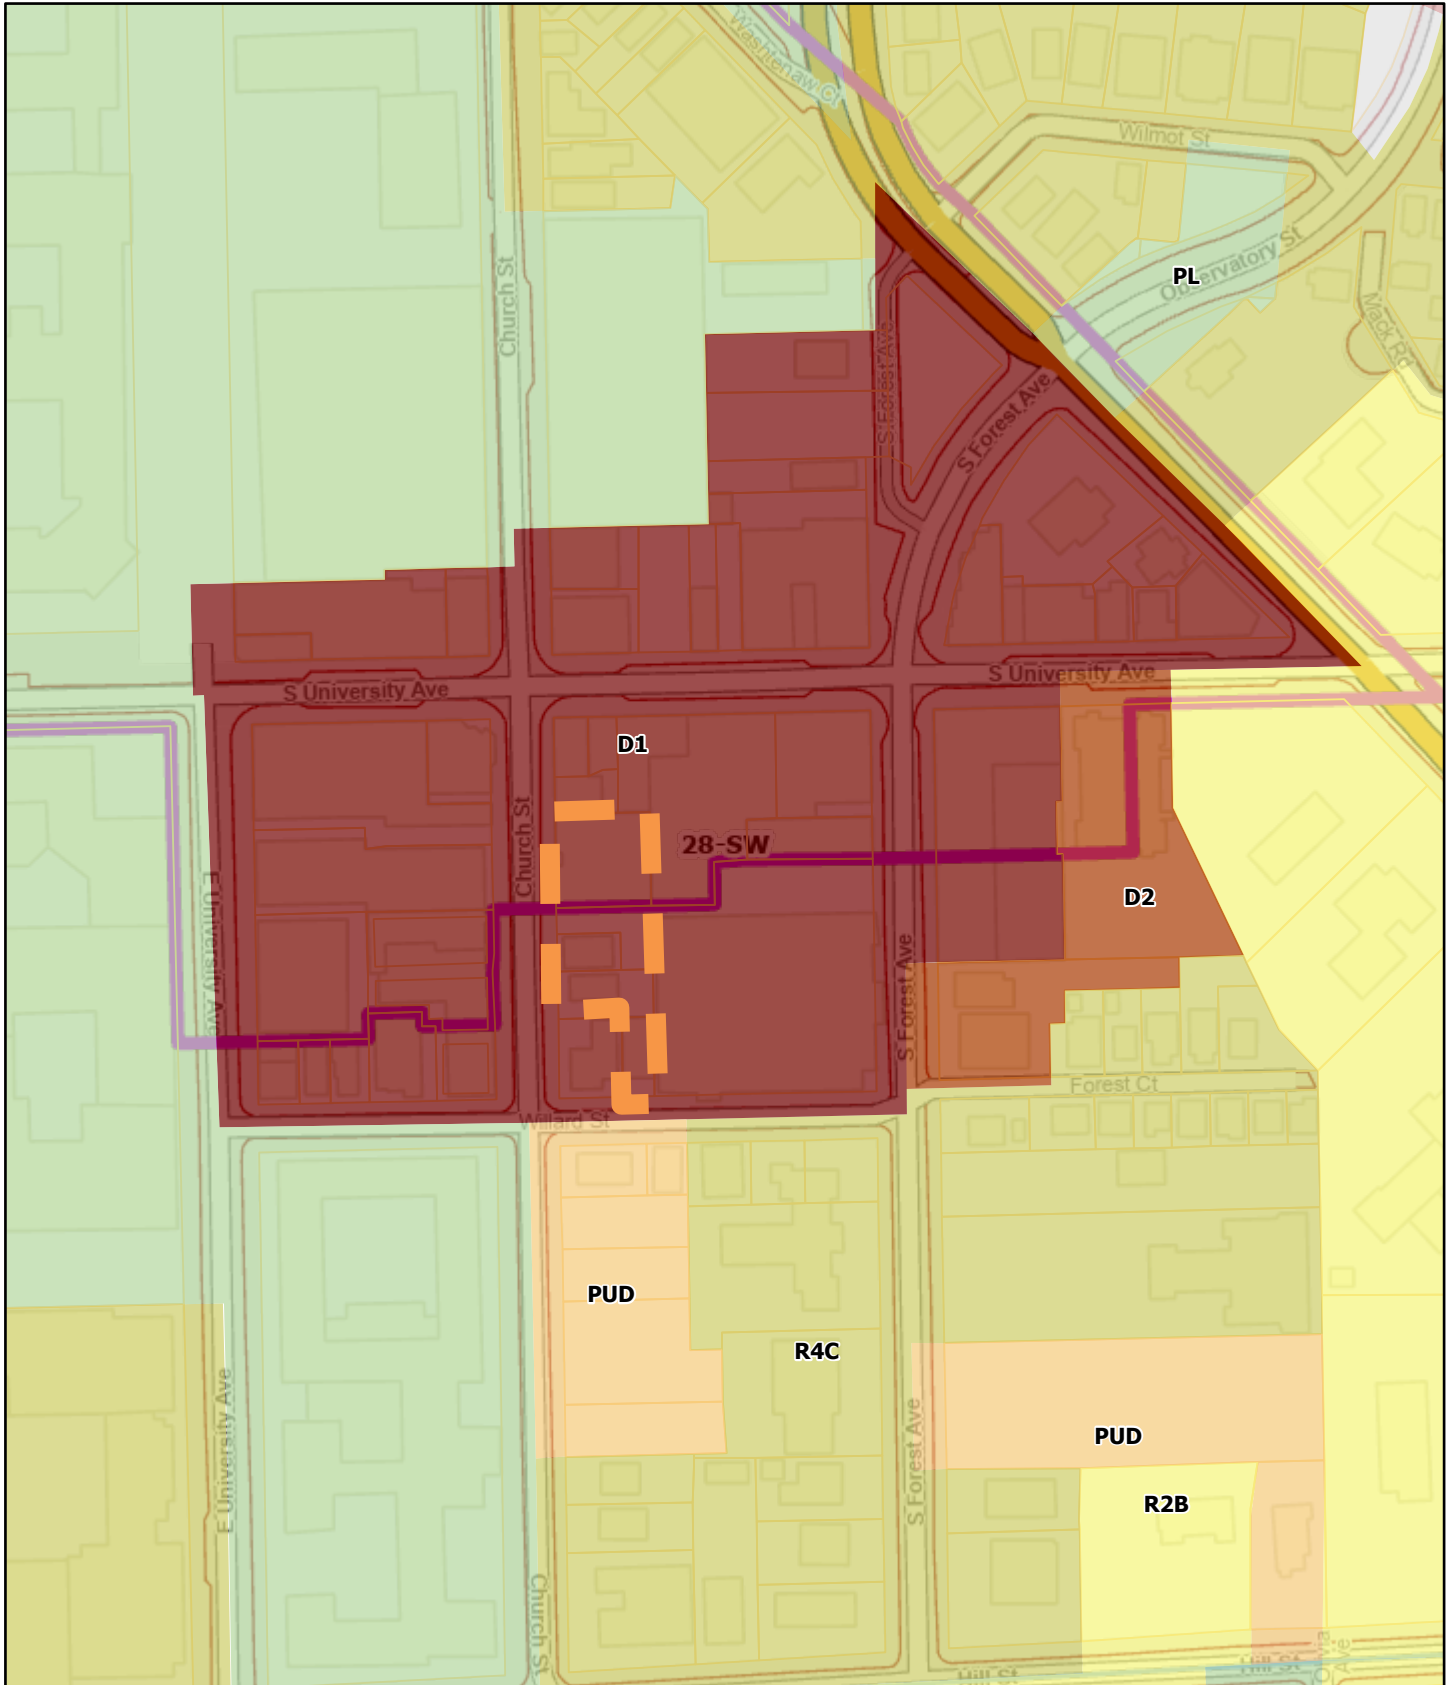 Washtenaw Ct
Wilmot St
Church St
PL
Observatory St
Mack Rd
S Forest Ave
S Forest Ave
S University Ave
S University Ave
D1
Church St
28-SW
E University Ave
D2
S Forest Ave
Forest Ct
Willard St
PUD
R4C
E University Ave
S Forest Ave
PUD
R2B
Church St
Hill St
Hill St
Olivia
Ave